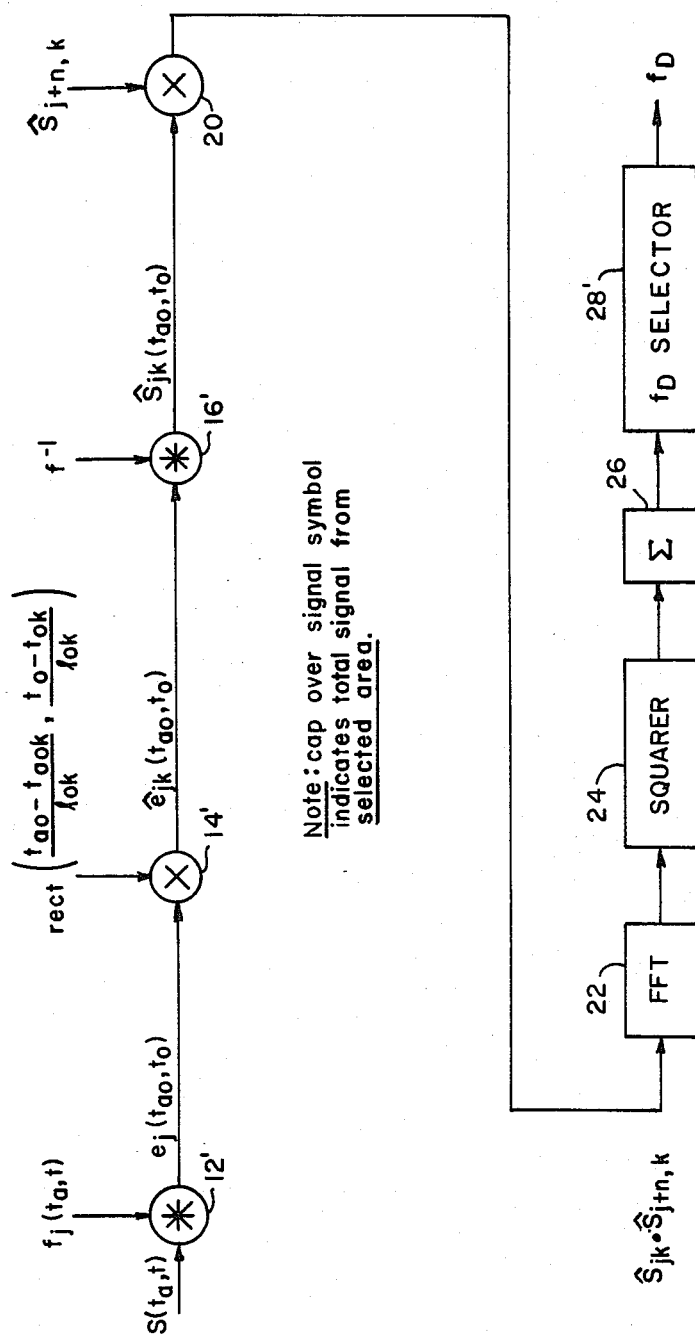 S(ta,t)
fj(ta,t)
12'
ej(tao,to)
rect (tao-taok/lok, to-tok/lok)
14'
êjk(tao,to)
f-1
16'
Ŝjk(tao,to)
Ŝj+n,k
20
Note: cap over signal symbol
indicates total signal from
selected area.
Ŝjk•Ŝj+n,k
22
FFT
24
SQUARER
26
Σ
28'
fD SELECTOR
fD